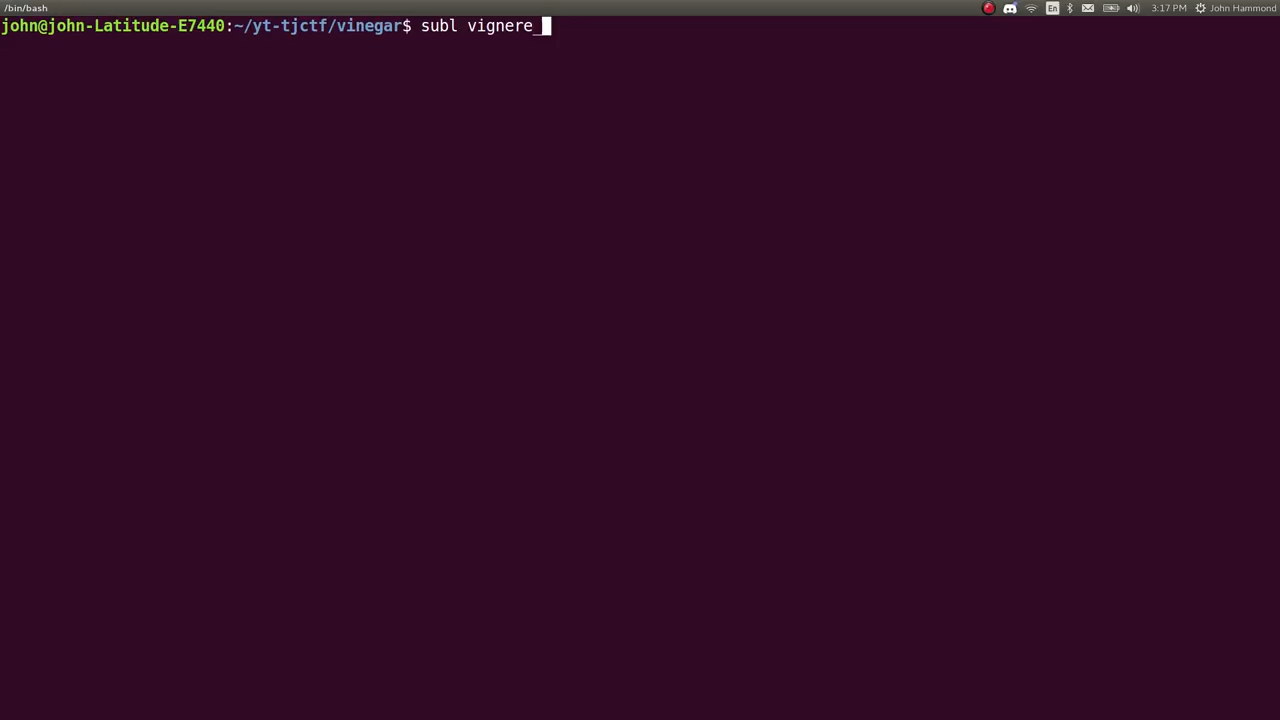 /bin/bash
En
3:17 PM
John Hammond
john@john-Latitude-E7440:~/yt-tjctf/vinegar$ subl vignere_